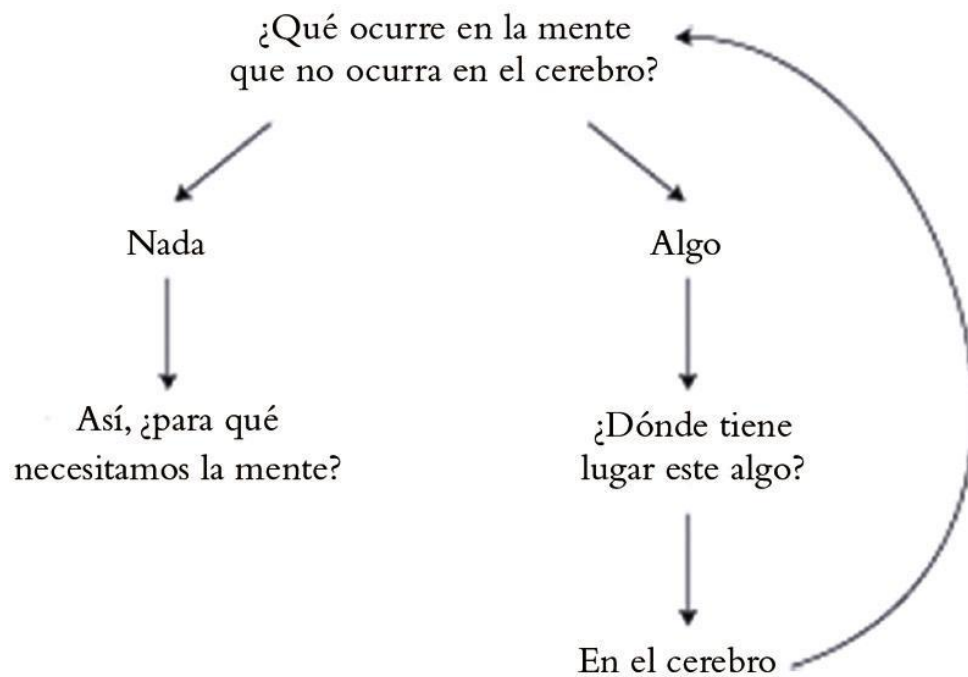 ¿Qué ocurre en la mente
que no ocurra en el cerebro?
Nada
Algo
Así, ¿para qué
necesitamos la mente?
¿Dónde tiene
lugar este algo?
En el cerebro